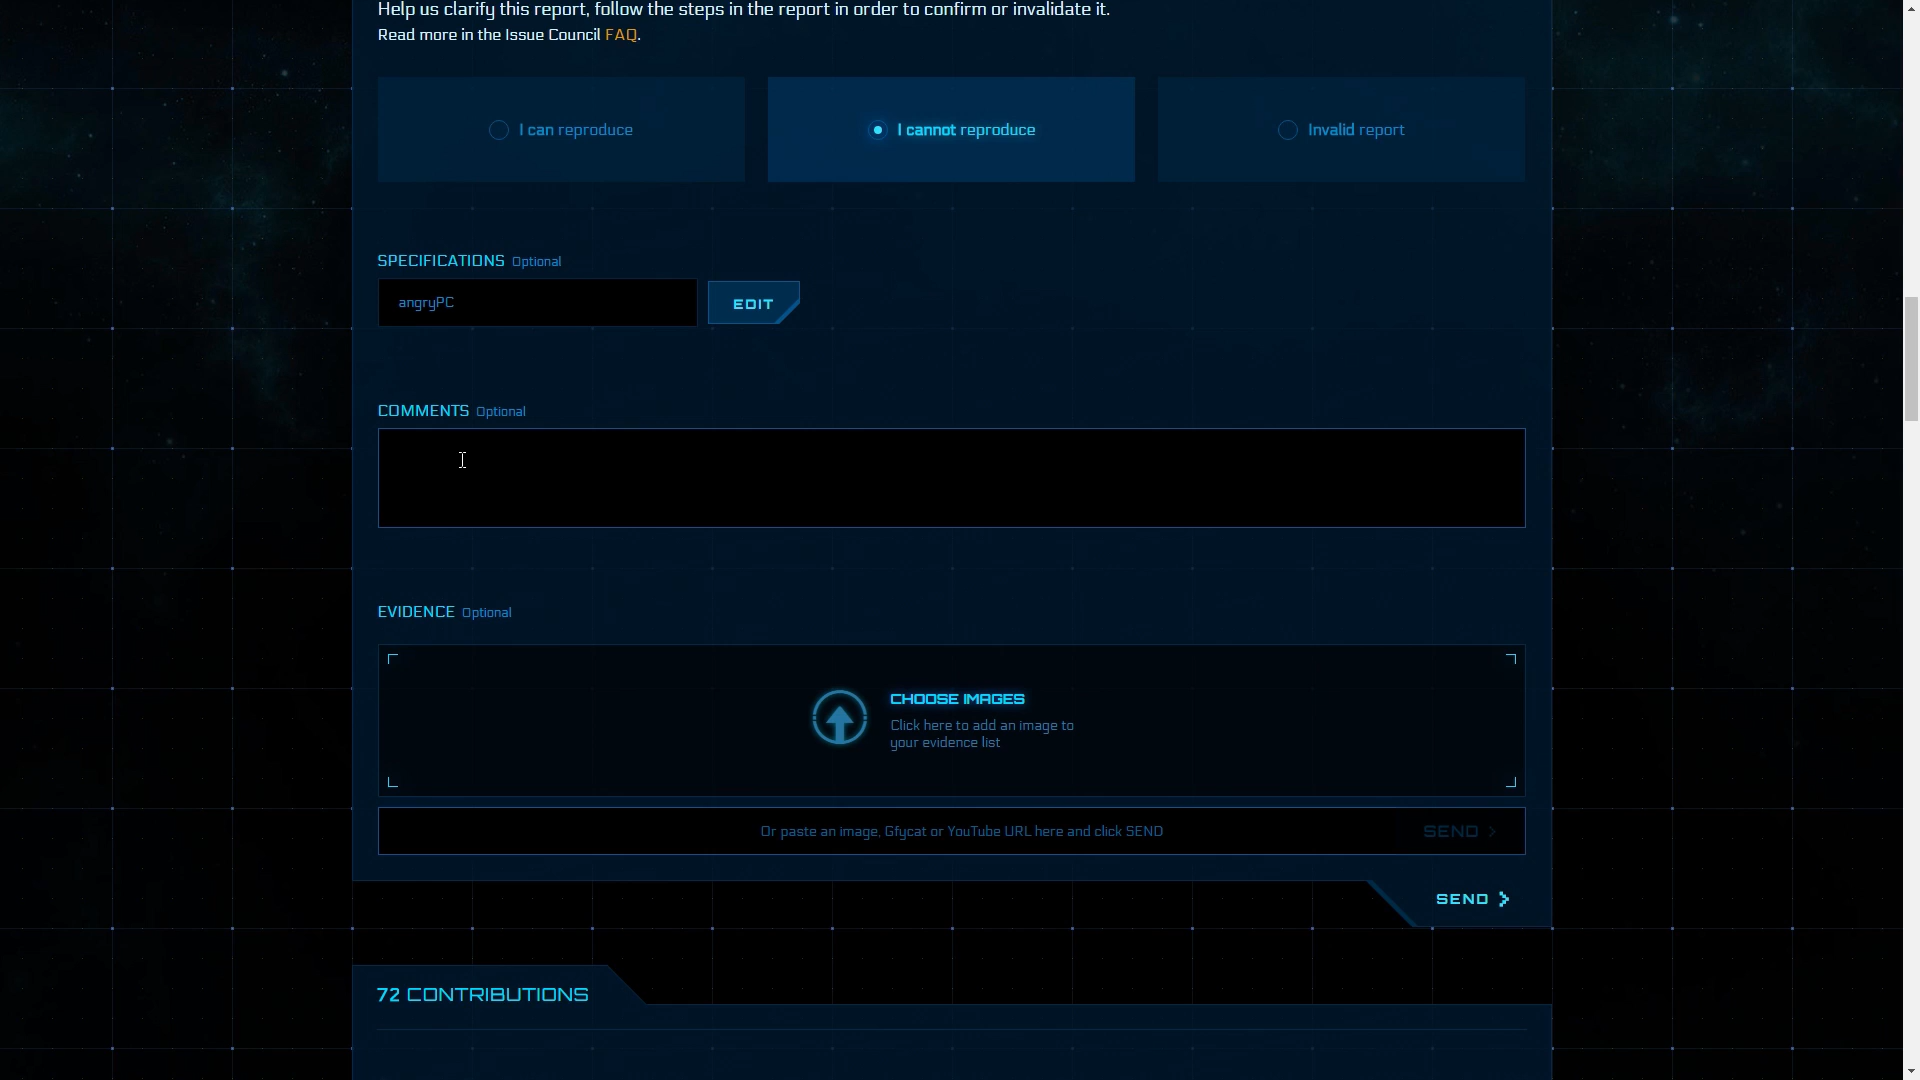 Help us clarify this report, follow the steps in the report in order to confirm or invalidate it.
Read more in the Issue Council FAQ.
I can reproduce
I cannot reproduce
Invalid report
SPECIFICATIONS Optional
angryPC
EDIT
COMMENTS Optional
EVIDENCE Optional
CHOOSE IMAGES
Click here to add an image to
your evidence list
Or paste an image, Gfycat or YouTube URL here and click SEND
SEND
SEND
72 CONTRIBUTIONS